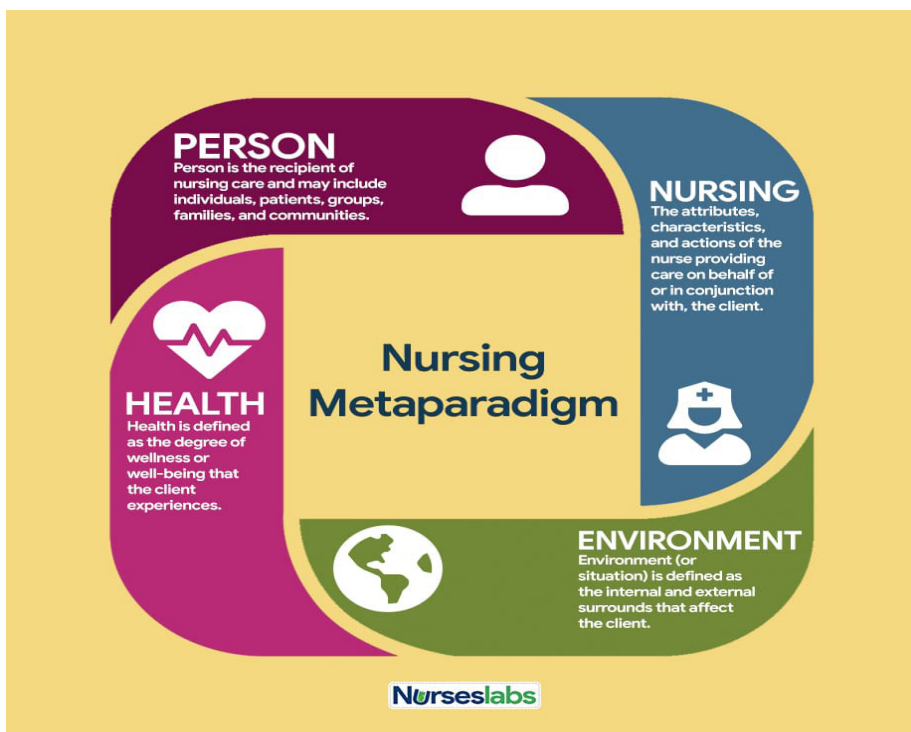 PERSON
Person is the recipient of
nursing care and may include
individuals, patients, groups,
families, and communities.
NURSING
The attributes,
characteristics,
and actions of the
nurse providing
care on behalf of
or in conjunction
with, the client.
Nursing
Metaparadigm
HEALTH
Health is defined
as the degree of
wellness or
well-being that
the client
experiences.
ENVIRONMENT
Environment (or
situation) is defined as
the internal and external
surrounds that affect
the client.
Nurseslabs